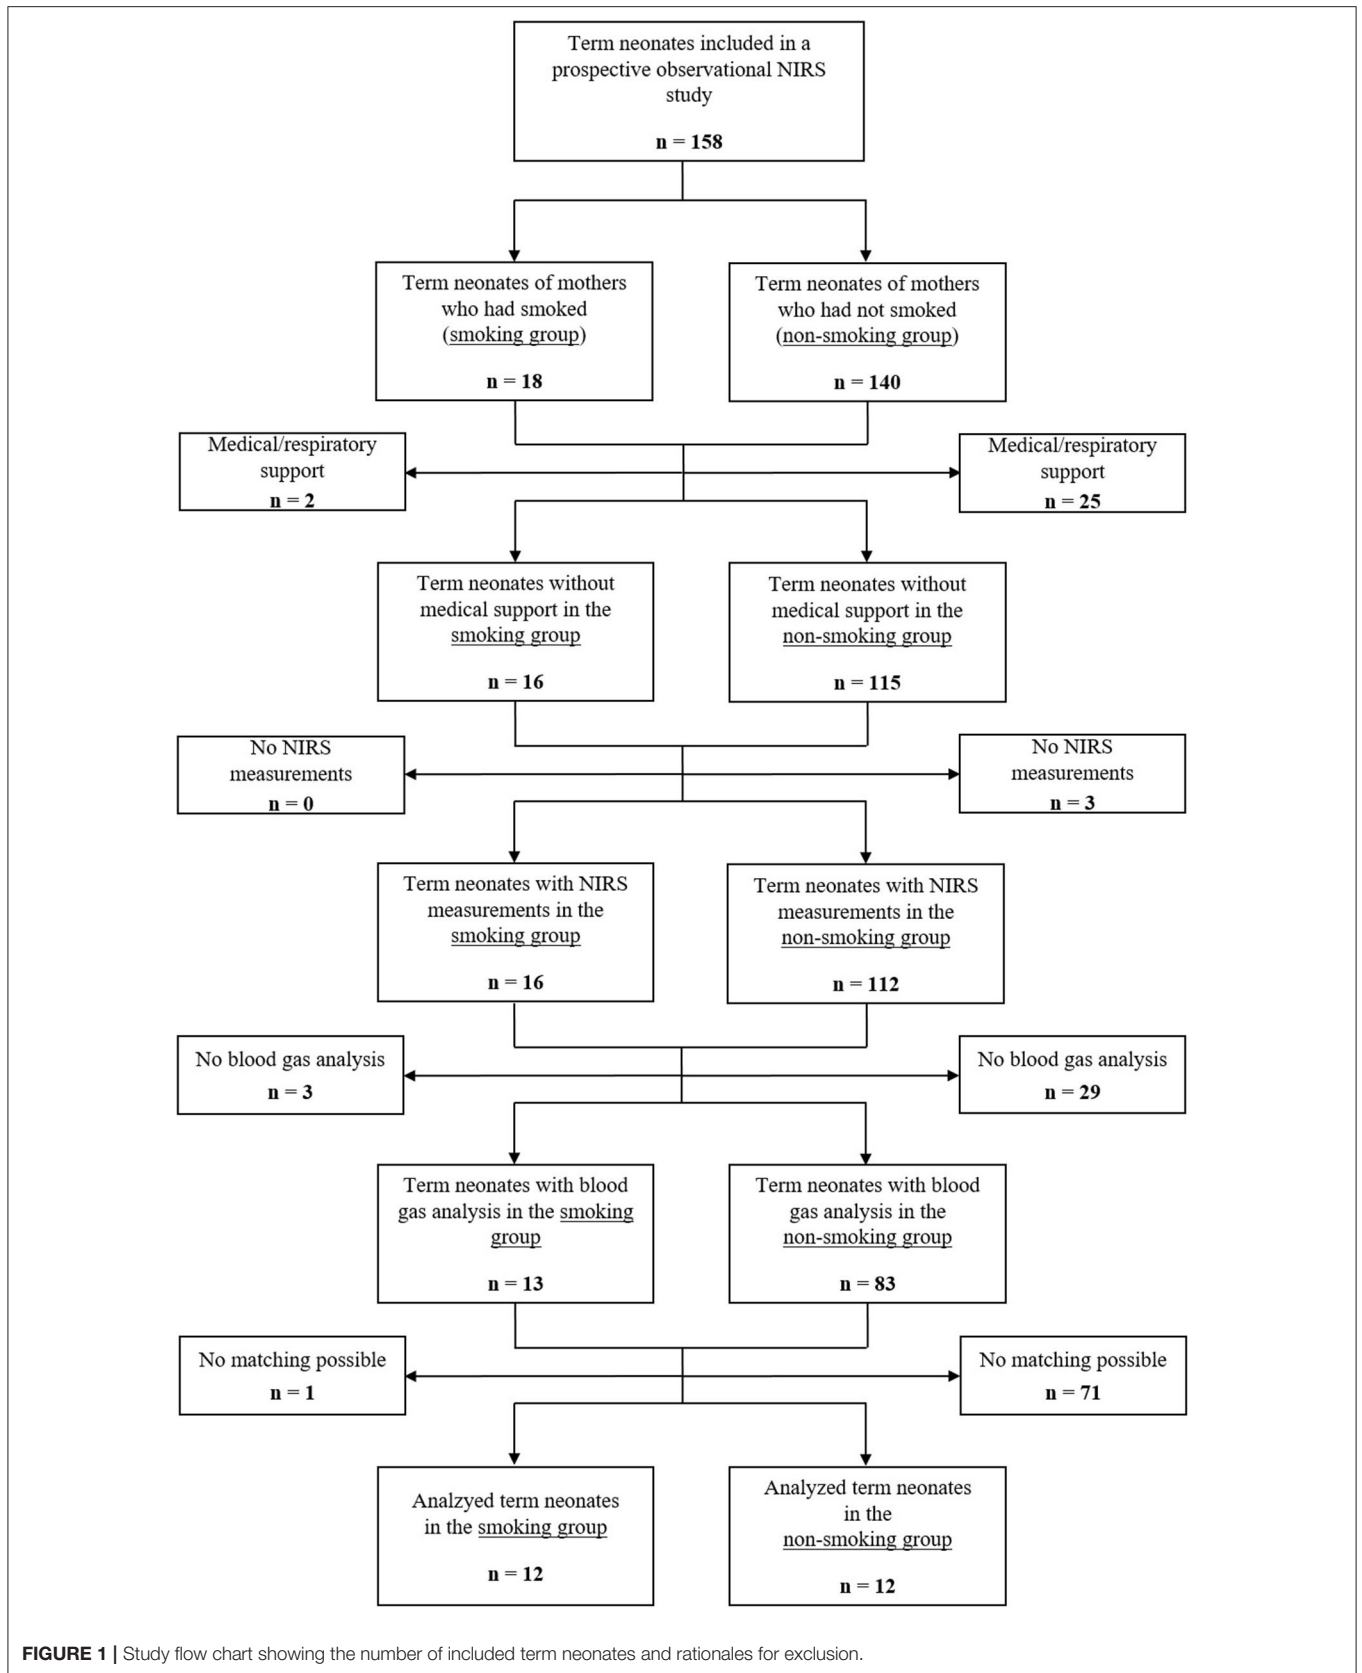 Term neonates included in a
prospective observational NIRS
study
n = 158
Term neonates of mothers
who had smoked
(smoking group)
n = 18
Term neonates of mothers
who had not smoked
(non-smoking group)
n = 140
Medical/respiratory
support
n = 2
Medical/respiratory
support
n = 25
Term neonates without
medical support in the
smoking group
n = 16
Term neonates without
medical support in the
non-smoking group
n = 115
No NIRS
measurements
n = 0
No NIRS
measurements
n = 3
Term neonates with NIRS
measurements in the
smoking group
n = 16
Term neonates with NIRS
measurements in the
non-smoking group
n = 112
No blood gas analysis
n = 3
No blood gas analysis
n = 29
Term neonates with blood
gas analysis in the smoking
group
n = 13
Term neonates with blood
gas analysis in the
non-smoking group
n = 83
No matching possible
n = 1
No matching possible
n = 71
Analzyed term neonates
in the smoking group
n = 12
Analyzed term neonates
in the
non-smoking group
n = 12
FIGURE 1 | Study flow chart showing the number of included term neonates and rationales for exclusion.